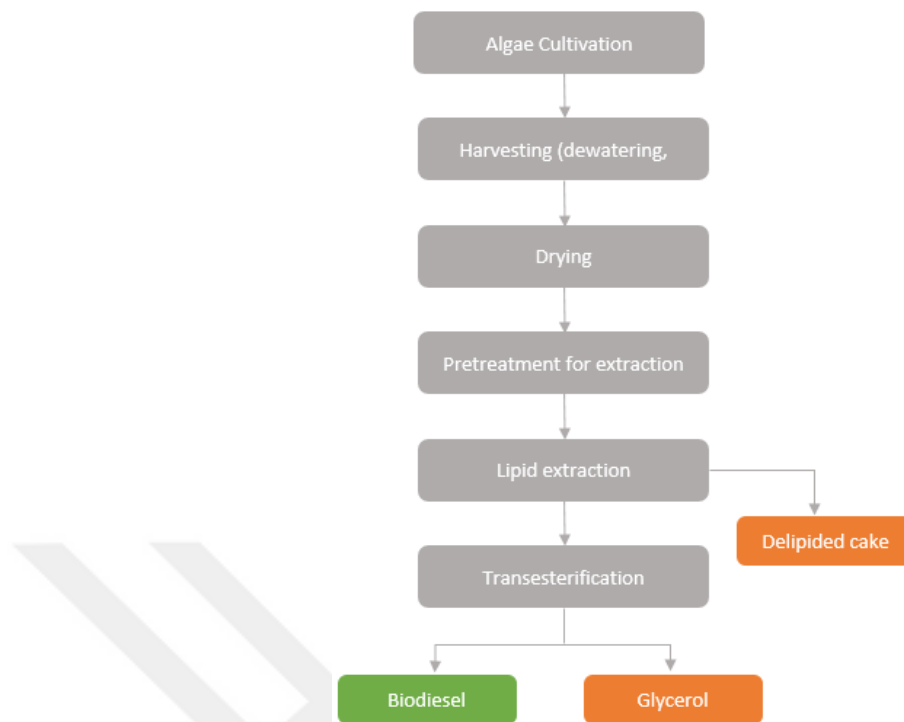 Algae Cultivation
Harvesting (dewatering,
Drying
Pretreatment for extraction
Lipid extraction
Delipided cake
Transesterification
Biodiesel
Glycerol